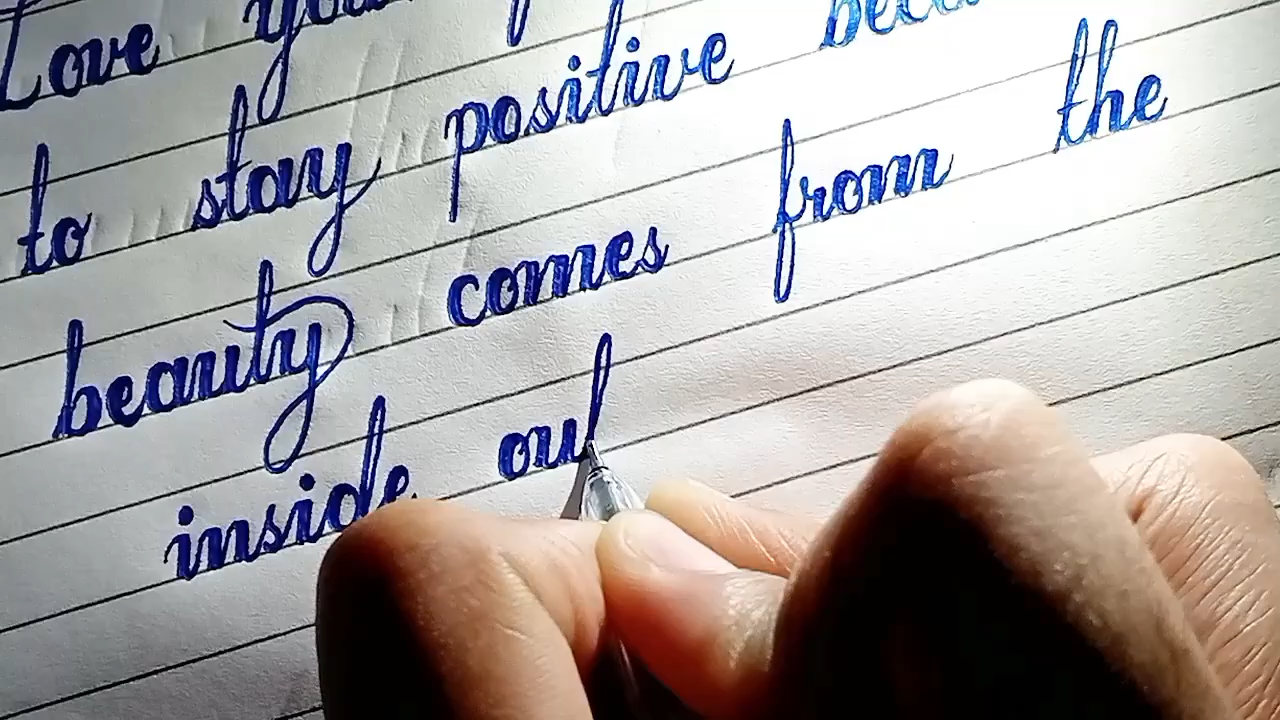 Love
to stay positive
beauty comes from the
inside out